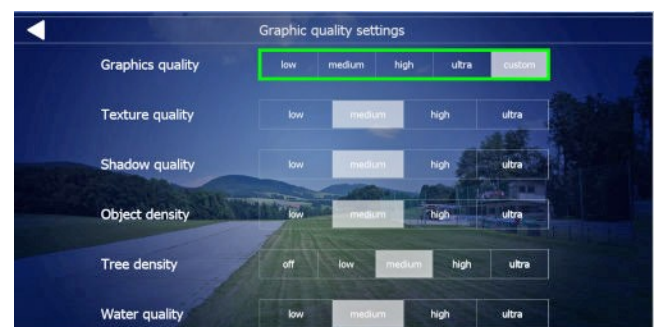 Graphic quality settings
Graphics quality low medium high ultra custom
Texture quality low medium high ultra
Shadow quality low medium high ultra
Object density low medium high ultra
Tree density off low medium high ultra
Water quality low medium high ultra